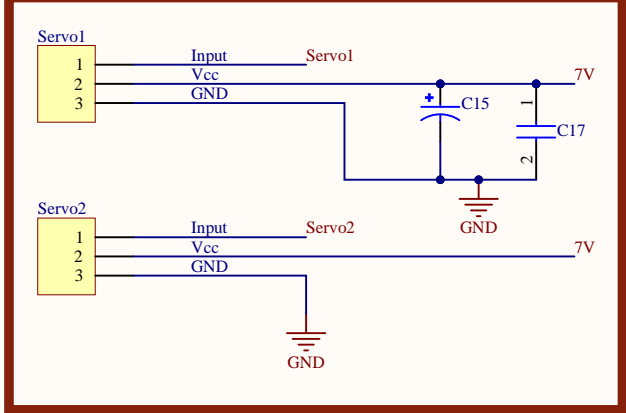 Servo1
1 Input Servo1
2 Vcc 7V
3 GND
+ C15
1
C17
2
GND
Servo2
1 Input Servo2
2 Vcc 7V
3 GND
GND